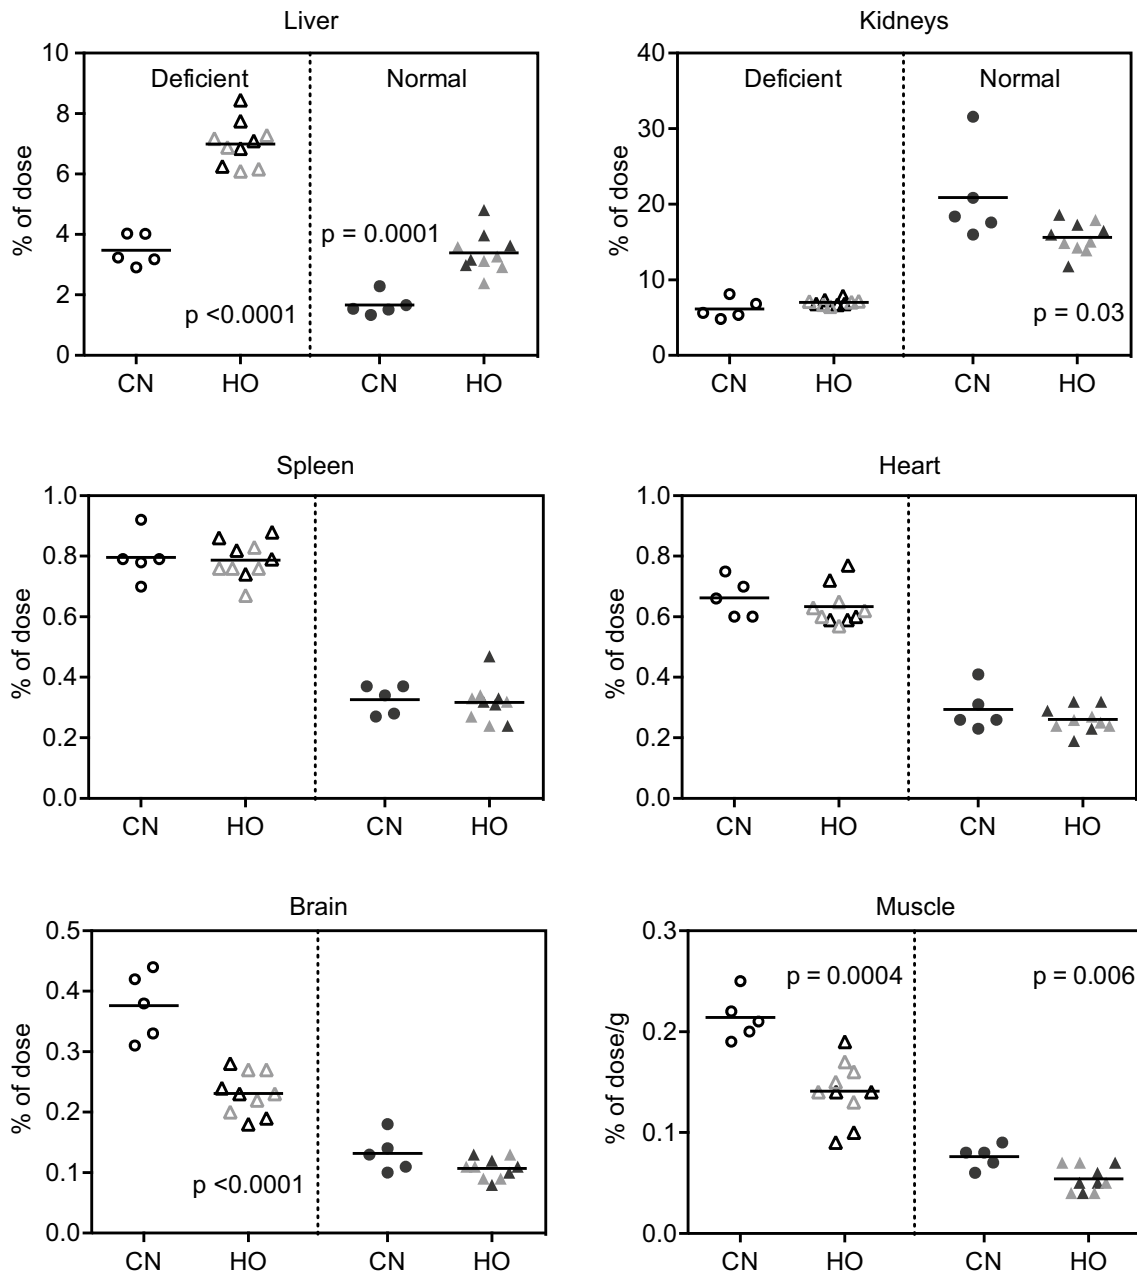 Liver
% of dose
10
8
6
4
2
0
Deficient
Normal
p = 0.0001
p <0.0001
CN
HO
CN
HO
Kidneys
% of dose
40
30
20
10
0
Deficient
Normal
p = 0.03
CN
HO
CN
HO
Spleen
% of dose
1.0
0.8
0.6
0.4
0.2
0.0
CN
HO
CN
HO
Heart
% of dose
1.0
0.8
0.6
0.4
0.2
0.0
CN
HO
CN
HO
Brain
% of dose
0.5
0.4
0.3
0.2
0.1
0.0
p <0.0001
CN
HO
CN
HO
Muscle
% of dose/g
0.3
0.2
0.1
0.0
p = 0.0004
p = 0.006
CN
HO
CN
HO